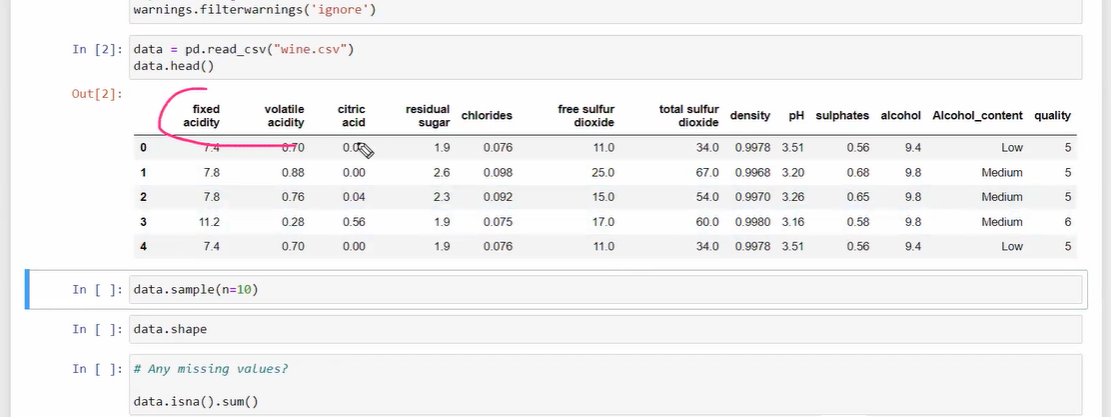 warnings.filterwarnings('ignore')
In [2]: data = pd.read_csv("wine.csv")
data.head()
Out[2]:
fixed acidity volatile acidity citric acid residual sugar chlorides free sulfur dioxide total sulfur dioxide density pH sulphates alcohol Alcohol_content quality
0 7.4 0.70 1.9 0.076 11.0 34.0 0.9978 3.51 0.56 9.4 Low 5
1 7.8 0.88 0.00 2.6 0.098 25.0 67.0 0.9968 3.20 0.68 9.8 Medium 5
2 7.8 0.76 0.04 2.3 0.092 15.0 54.0 0.9970 3.26 0.65 9.8 Medium 5
3 11.2 0.28 0.56 1.9 0.075 17.0 60.0 0.9980 3.16 0.58 9.8 Medium 6
4 7.4 0.70 0.00 1.9 0.076 11.0 34.0 0.9978 3.51 0.56 9.4 Low 5
In [ ]: data.sample(n=10)
In [ ]: data.shape
In [ ]: # Any missing values?
data.isna().sum()